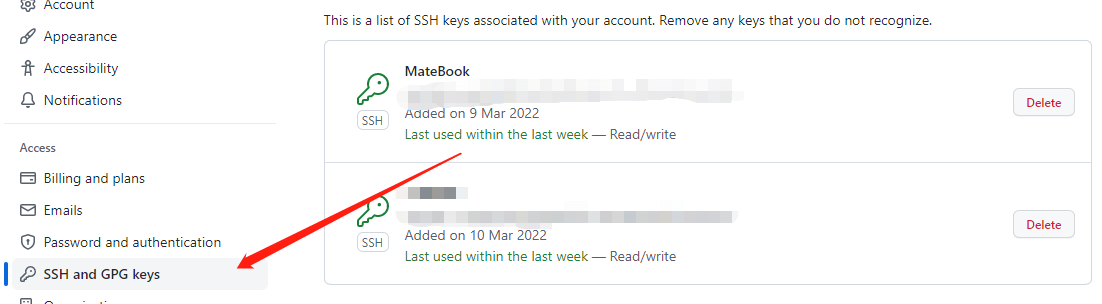 Account
Appearance
Accessibility
Notifications
Access
Billing and plans
Emails
Password and authentication
SSH and GPG keys
This is a list of SSH keys associated with your account. Remove any keys that you do not recognize.
MateBook
SSH
Added on 9 Mar 2022
Last used within the last week — Read/write
Delete
SSH
Added on 10 Mar 2022
Last used within the last week — Read/write
Delete